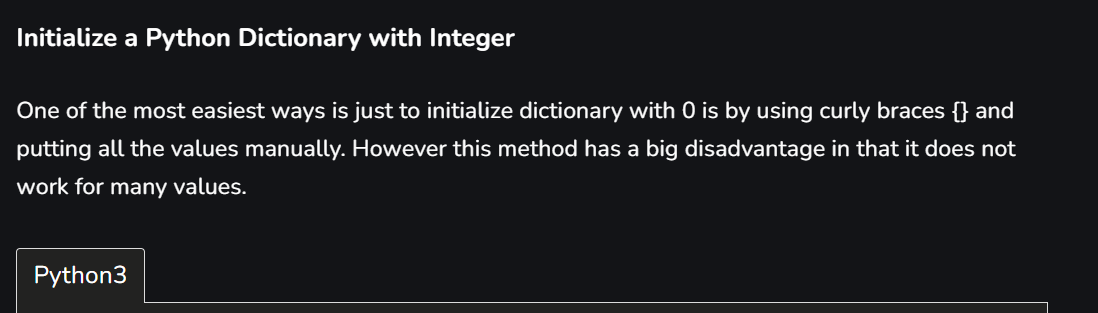 Initialize a Python Dictionary with Integer
One of the most easiest ways is just to initialize dictionary with 0 is by using curly braces {} and
putting all the values manually. However this method has a big disadvantage in that it does not
work for many values.
Python3